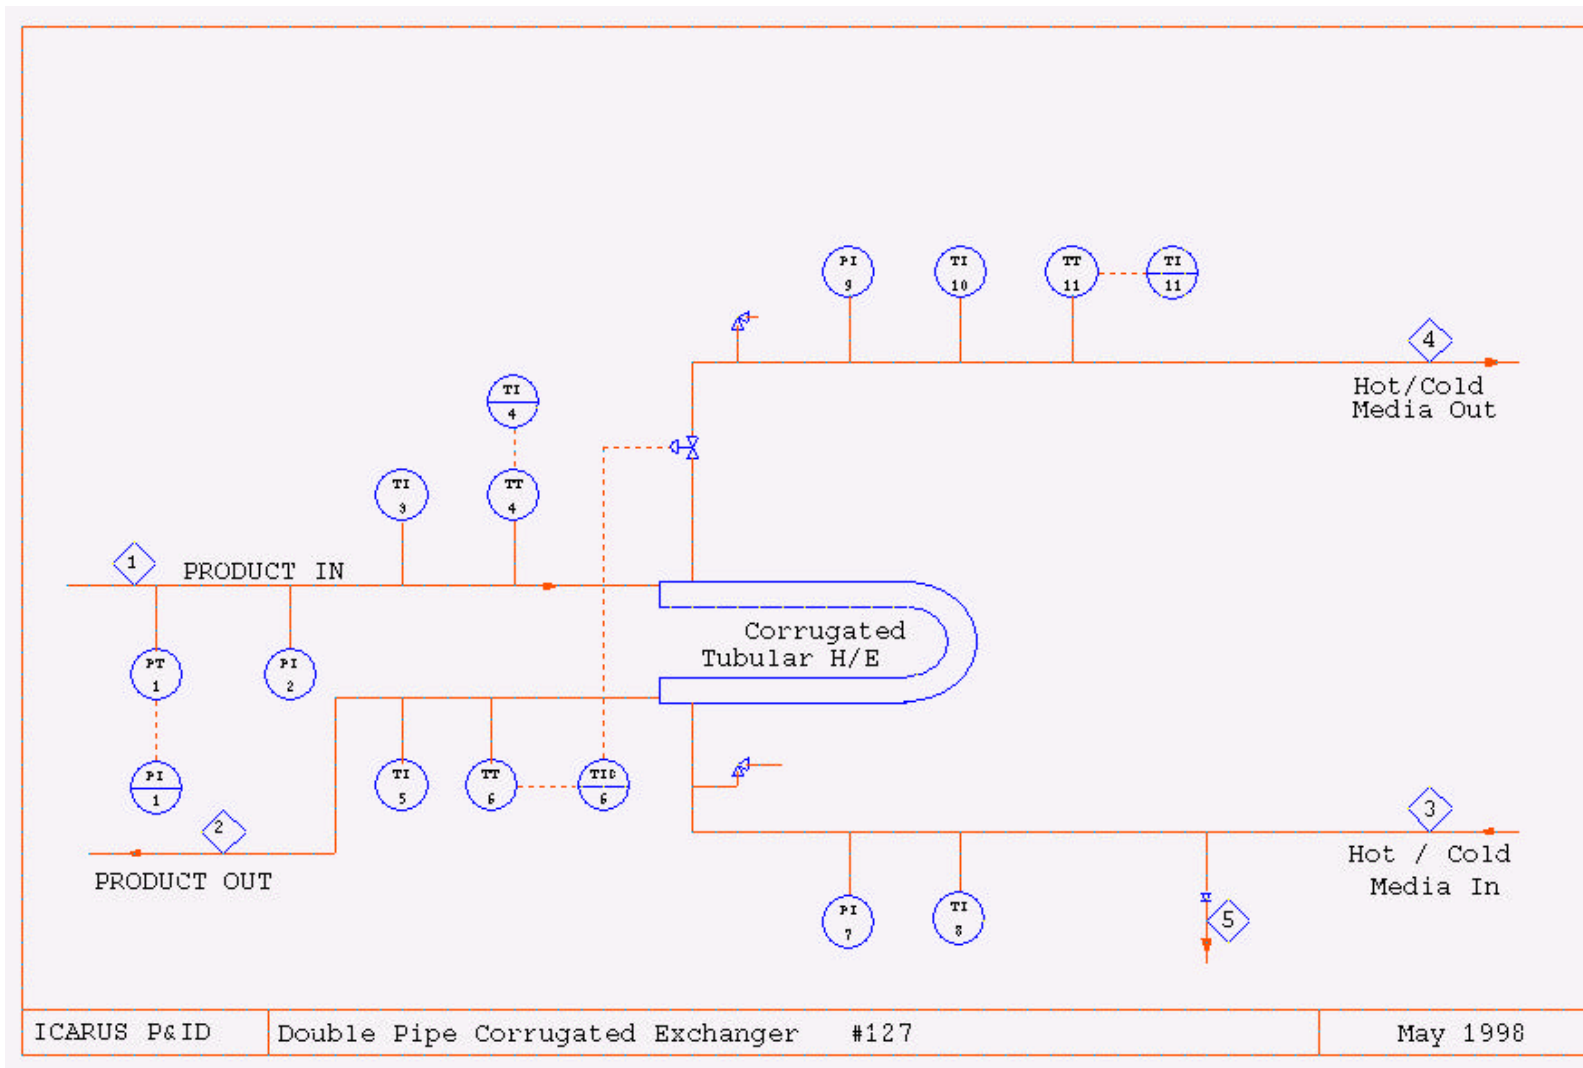 PI
9
TI
10
TT
11
TI
11
4
Hot/Cold
Media Out
TI
4
TI
3
TT
4
1
PRODUCT IN
Corrugated
Tubular H/E
PT
1
PI
2
PI
1
TI
5
TT
6
TIC
6
2
PRODUCT OUT
3
Hot / Cold
Media In
PI
7
TI
8
5
ICARUS P&ID
Double Pipe Corrugated Exchanger #127
May 1998